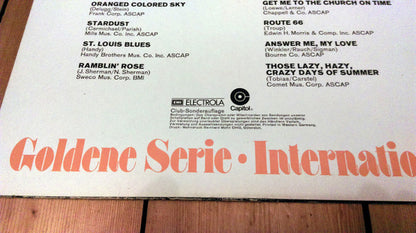 ORANGED COLORED SKY
(Delugg/Stein)
Frank Corp. ASCAP
STARDUST
(Carmichael/Parish)
Mills Mus. Co. Inc. ASCAP
ST. LOUIS BLUES
(Handy)
Handy Brothers Mus. Co. ASCAP
RAMBLIN' ROSE
(J. Sherman/N. Sherman)
Sweco Mus. Corp. BMI
GET ME TO THE CHURCH ON TIME
(Loewe/Lerner)
Chappell & Co. ASCAP
ROUTE 66
(Troup)
Edwin H. Morris & Comp. Inc. ASCAP
ANSWER ME, MY LOVE
(Winkler/Rauch/Sigman)
Bourne Co. ASCAP
THOSE LAZY, HAZY,
CRAZY DAYS OF SUMMER
(Tobias/Carstel)
Comet Mus. Corp. ASCAP
EMI ELECTROLA
Capitol
Club-Sonderauflage
Goldene Serie • Internatio